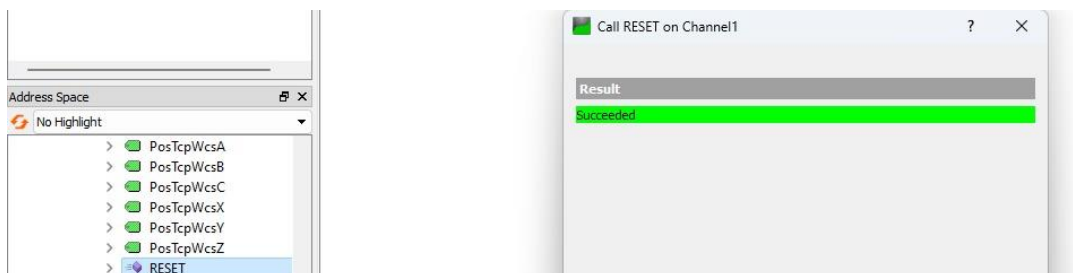 Address Space
No Highlight
PosTcpWcsA
PosTcpWcsB
PosTcpWcsC
PosTcpWcsX
PosTcpWcsY
PosTcpWcsZ
RESET
Call RESET on Channel1
?
Result
Succeeded